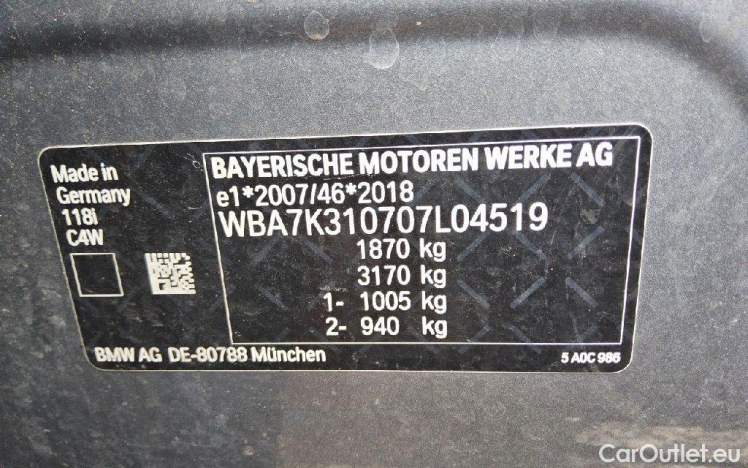 Made in
Germany
118i
C4W
BAYERISCHE MOTOREN WERKE AG
e1*2007/46*2018
WBA7K310707L04519
1870 kg
3170 kg
1- 1005 kg
2- 940 kg
BMW AG DE-80788 München
5 A0C 986
CarOutlet.eu